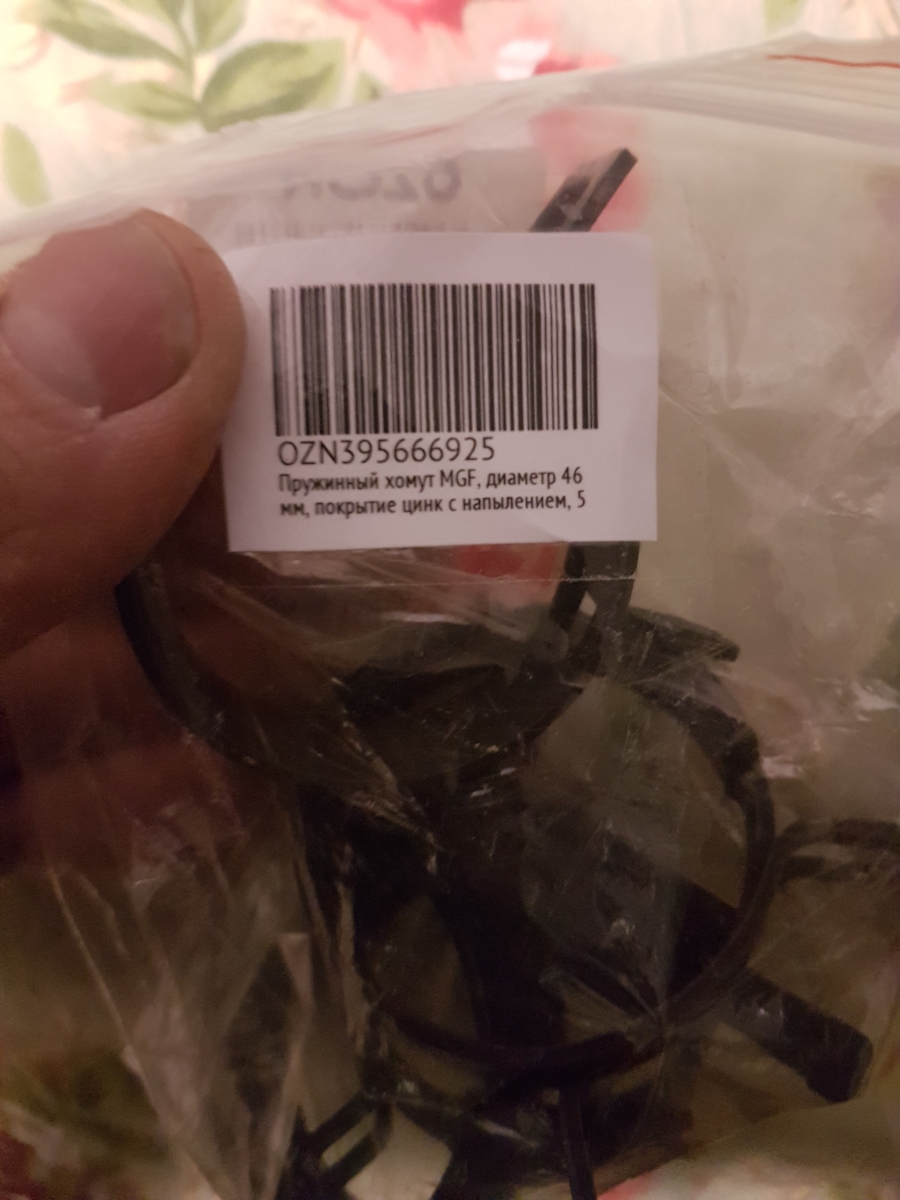 OZN395666925
Пружинный хомут MGF, диаметр 46
мм, покрытие цинк с напылением, 5